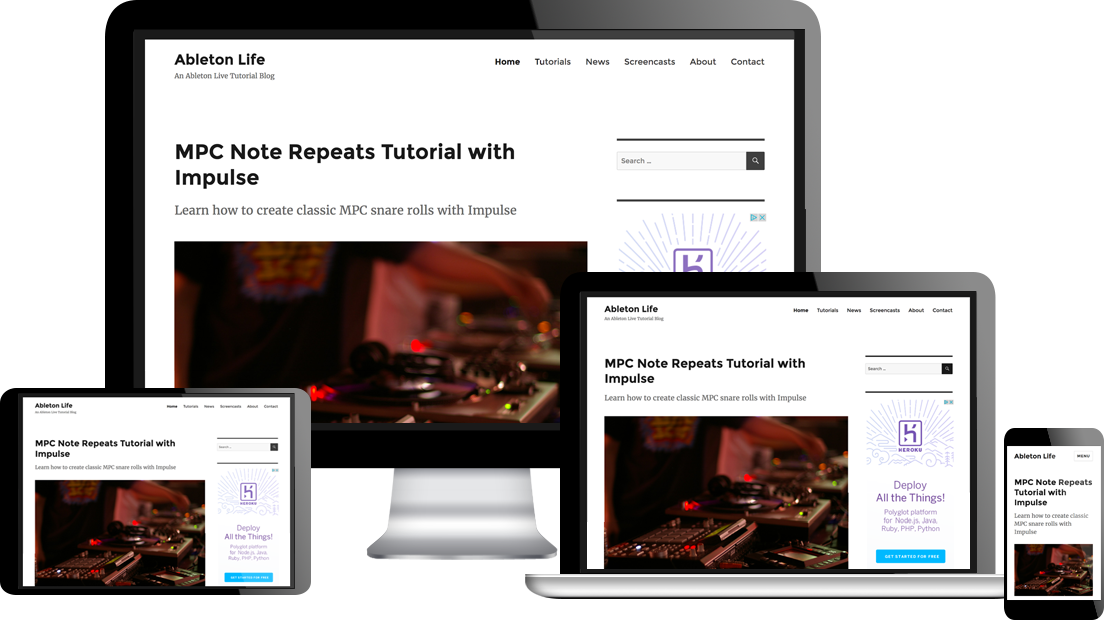 Ableton Life
An Ableton Live Tutorial Blog
Home Tutorials News Screencasts About Contact
MPC Note Repeats Tutorial with
Impulse
Learn how to create classic MPC snare rolls with Impulse
Search ...
Ableton Life
An Ableton Live Tutorial Blog
Home Tutorials News Screencasts About Contact
MPC Note Repeats Tutorial with
Impulse
Learn how to create classic MPC snare rolls with Impulse
Search ...
HEROKU
Deploy
All the Things!
Polyglot platform
for Node.js, Java,
Ruby, PHP, Python
GET STARTED FOR FREE
Ableton Life
An Ableton Live Tutorial Blog
Home Tutorials News Screencasts About Contact
MPC Note Repeats Tutorial with
Impulse
Learn how to create classic MPC snare rolls with Impulse
Search ...
HEROKU
Deploy
All the Things!
Polyglot platform
for Node.js, Java,
Ruby, PHP, Python
GET STARTED FOR FREE
Ableton Life
MENU
MPC Note Repeats
Tutorial with
Impulse
Learn how to create classic
MPC snare rolls with
Impulse